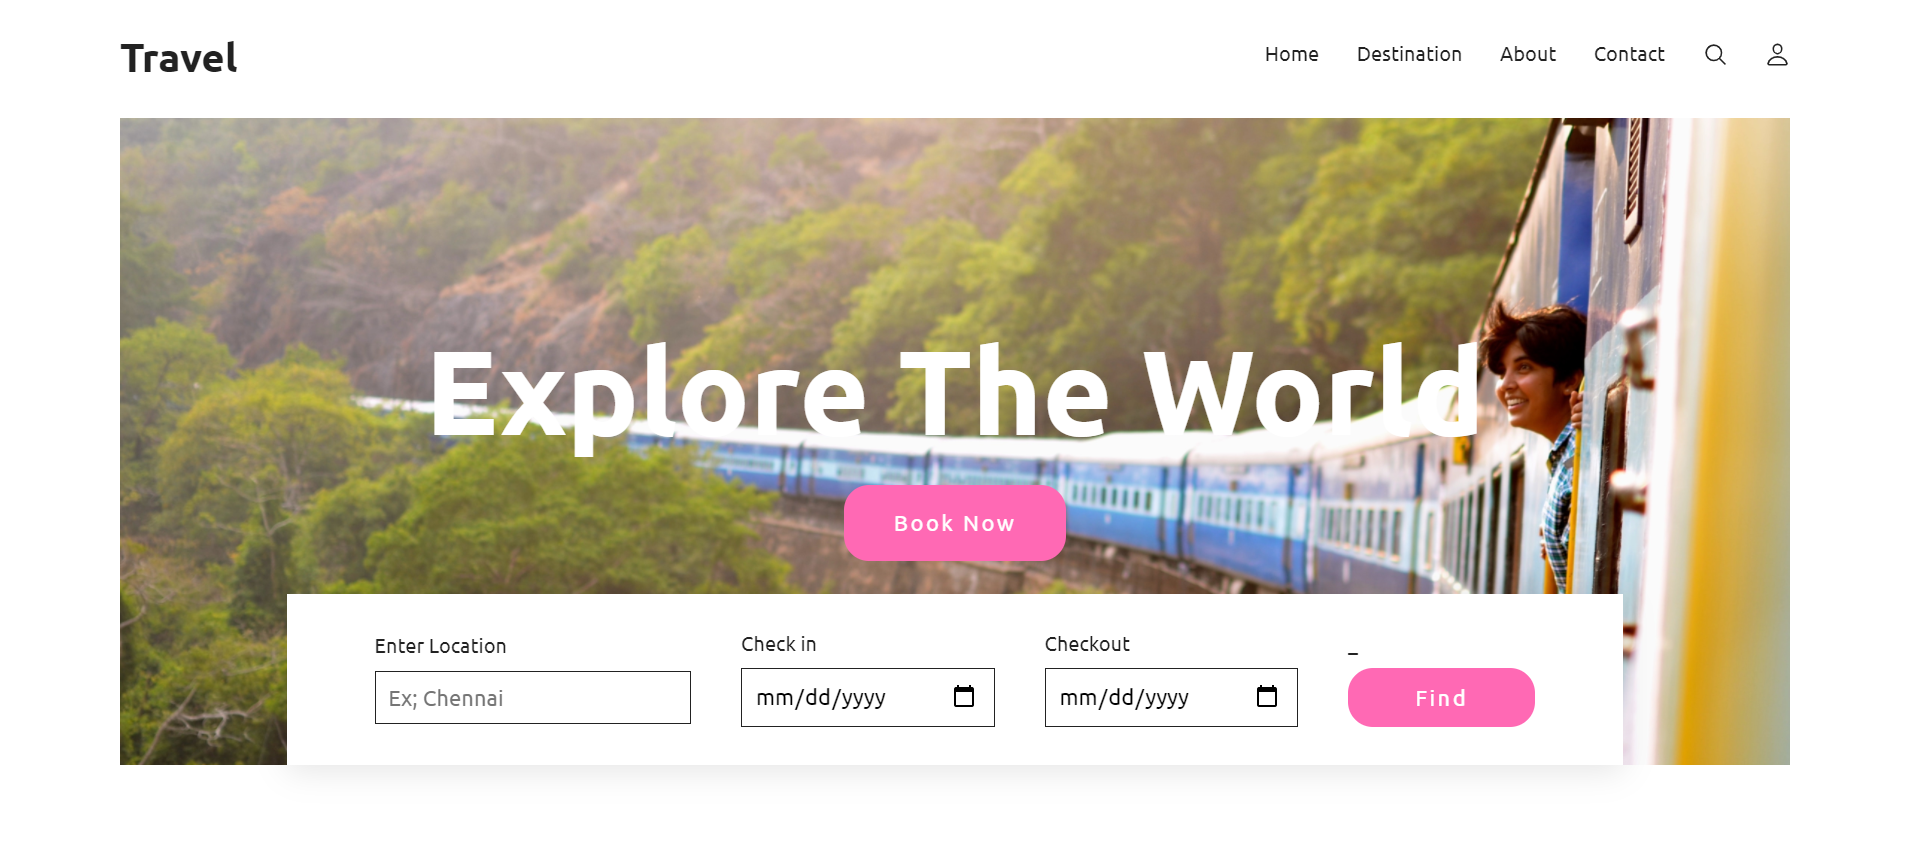 Travel
Home Destination About Contact
Explore The World
Book Now
Enter Location Check in Checkout _
Ex; Chennai mm/dd/yyyy mm/dd/yyyy Find